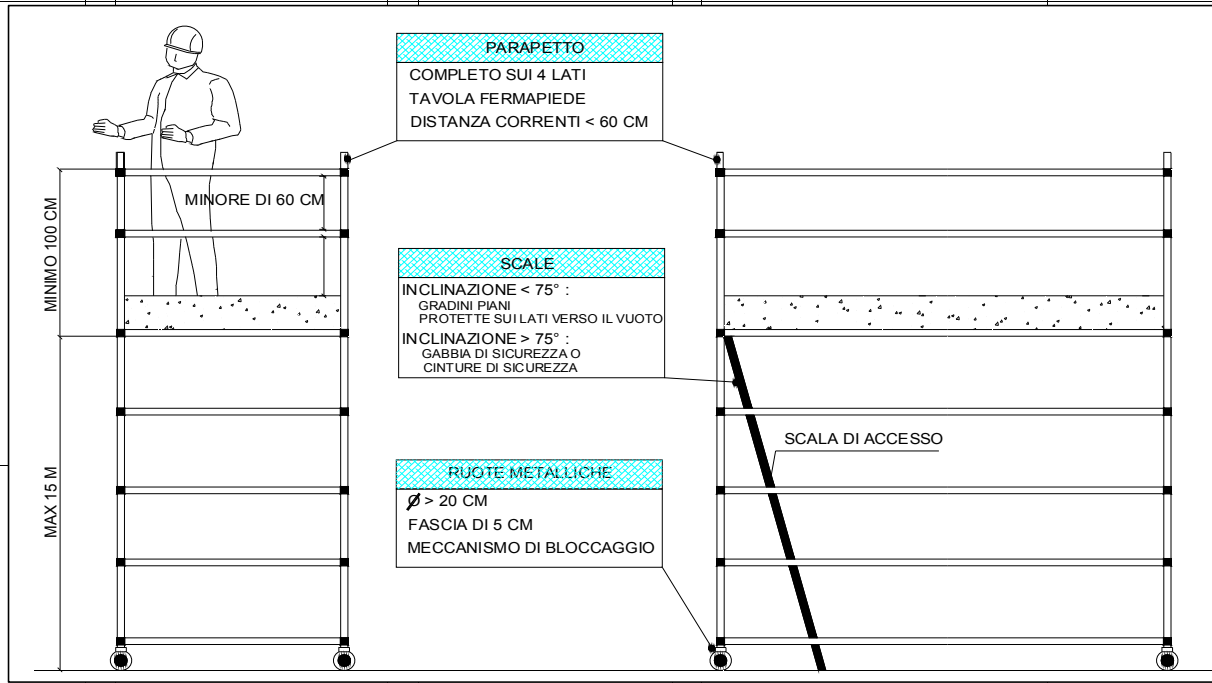 PARAPETTO
COMPLETO SUI 4 LATI
TAVOLA FERMAPIEDE
DISTANZA CORRENTI < 60 CM
MINORE DI 60 CM
MINIMO 100 CM
SCALE
INCLINAZIONE < 75° :
GRADINI PIANI
PROTETTE SUI LATI VERSO IL VUOTO
INCLINAZIONE > 75° :
GABBIA DI SICUREZZA O
CINTURE DI SICUREZZA
SCALA DI ACCESSO
MAX 15 M
RUOTE METALLICHE
Ø > 20 CM
FASCIA DI 5 CM
MECCANISMO DI BLOCCAGGIO